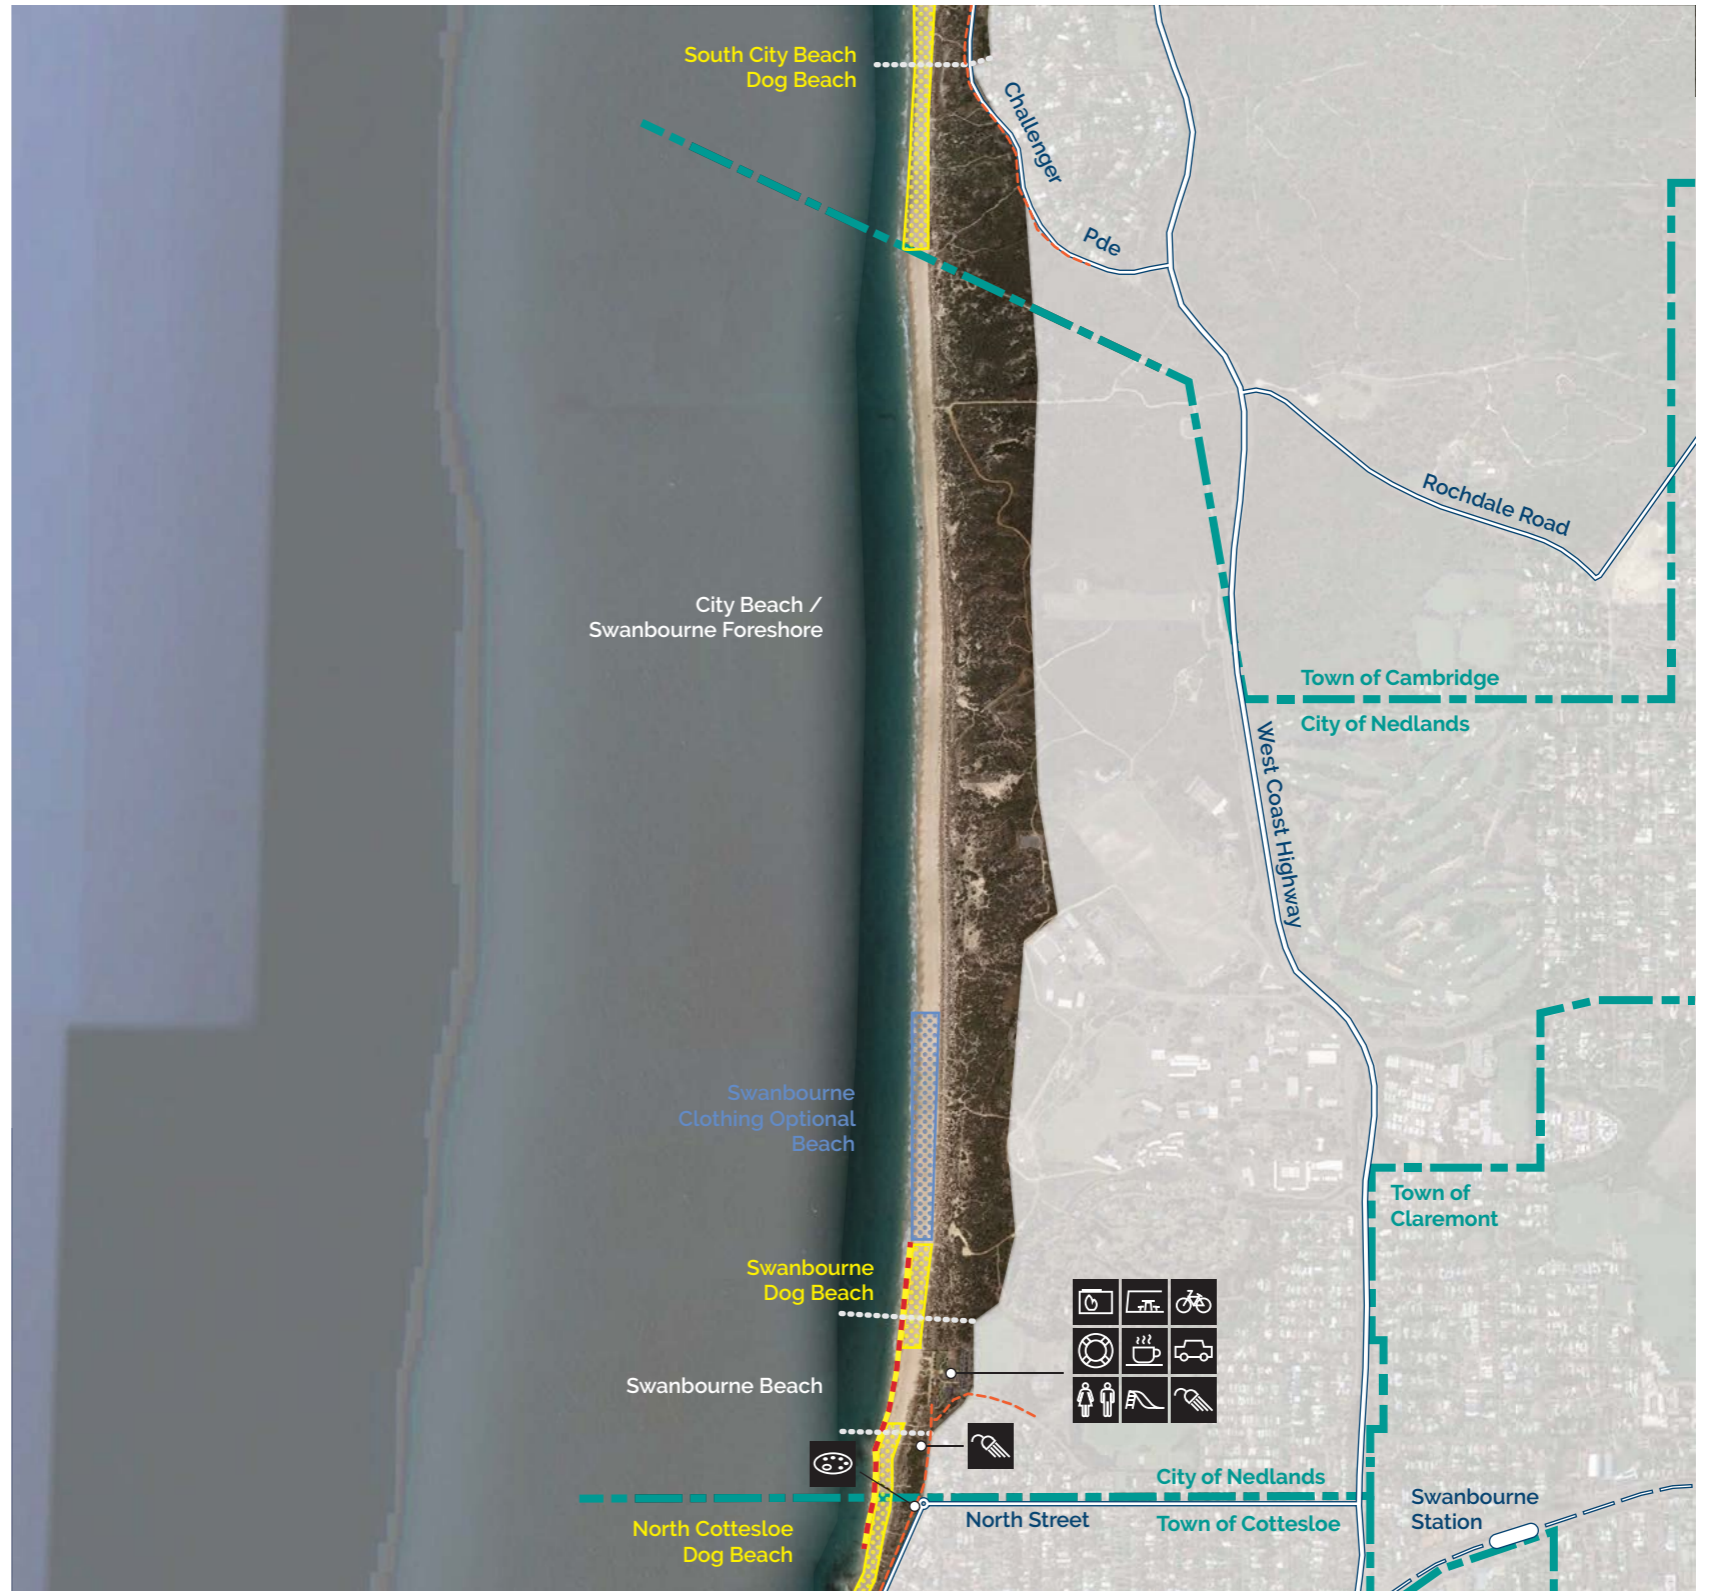 South City Beach
Dog Beach
Challenger
Pde
Rochdale Road
City Beach /
Swanbourne Foreshore
Town of Cambridge
City of Nedlands
West Coast Highway
Swanbourne
Clothing Optional
Beach
Town of
Claremont
Swanbourne
Dog Beach
Swanbourne Beach
City of Nedlands
North Street
Town of Cottesloe
Swanbourne
Station
North Cottesloe
Dog Beach